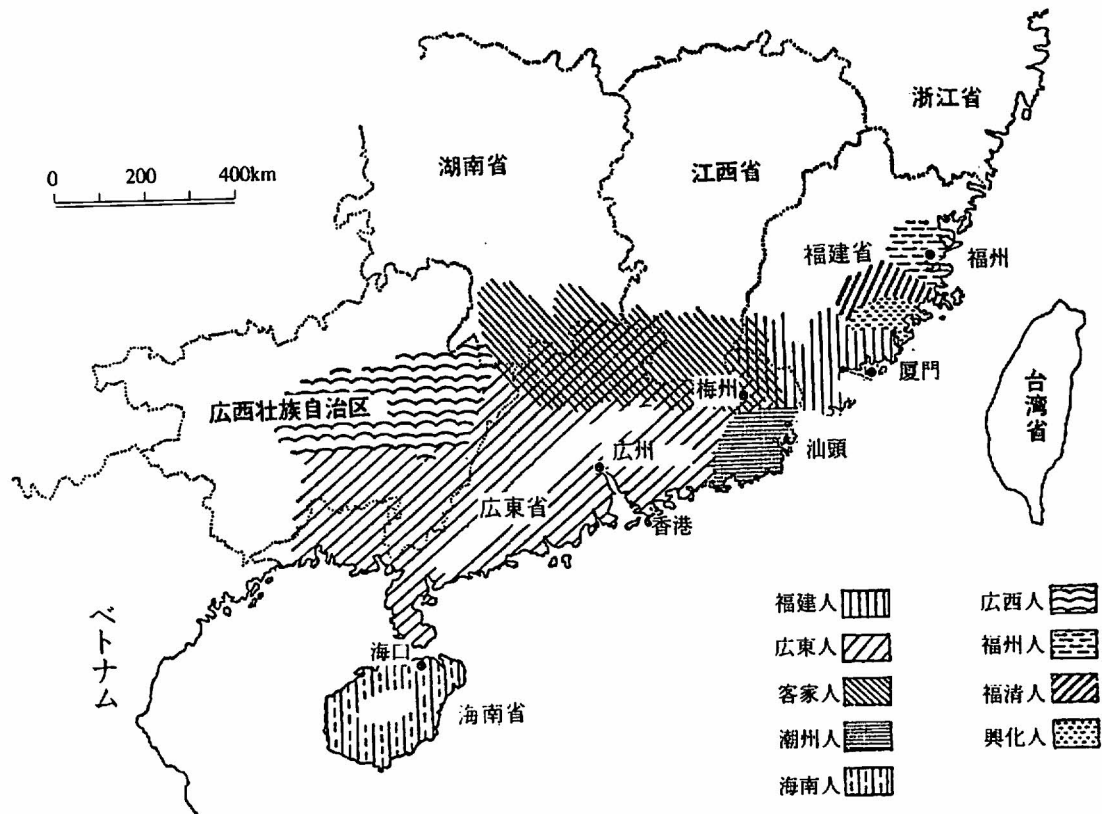 浙江省
湖南省
江西省
0 200 400km
福建省
福州
厦門
梅州
広西壮族自治区
台湾省
汕頭
広州
広東省
香港
ベトナム
海口
海南省
福建人
広東人
客家人
潮州人
海南人
広西人
福州人
福清人
興化人